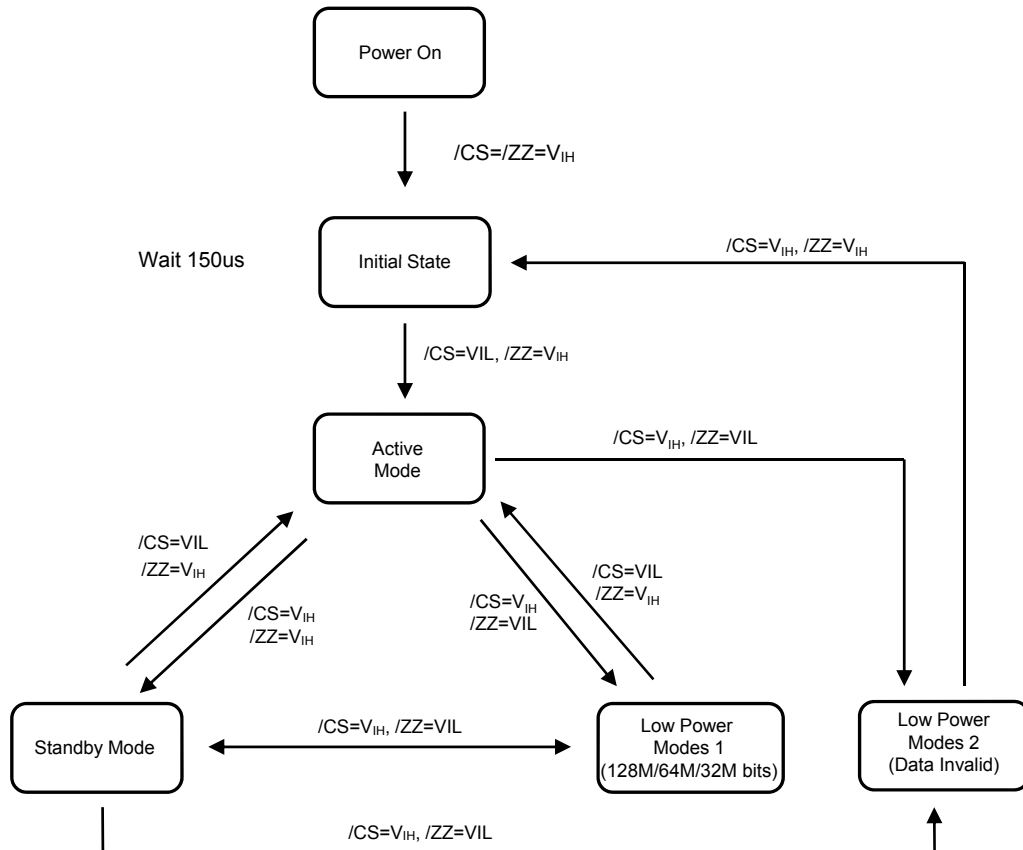 Power On
/CS=/ZZ=VIH
Wait 150us
Initial State
/CS=VIH, /ZZ=VIH
/CS=VIL, /ZZ=VIH
Active
Mode
/CS=VIH, /ZZ=VIL
/CS=VIL
/ZZ=VIH
/CS=VIH
/ZZ=VIH
/CS=VIH
/ZZ=VIL
/CS=VIL
/ZZ=VIH
Standby Mode
/CS=VIH, /ZZ=VIL
Low Power
Modes 1
(128M/64M/32M bits)
Low Power
Modes 2
(Data Invalid)
/CS=VIH, /ZZ=VIL